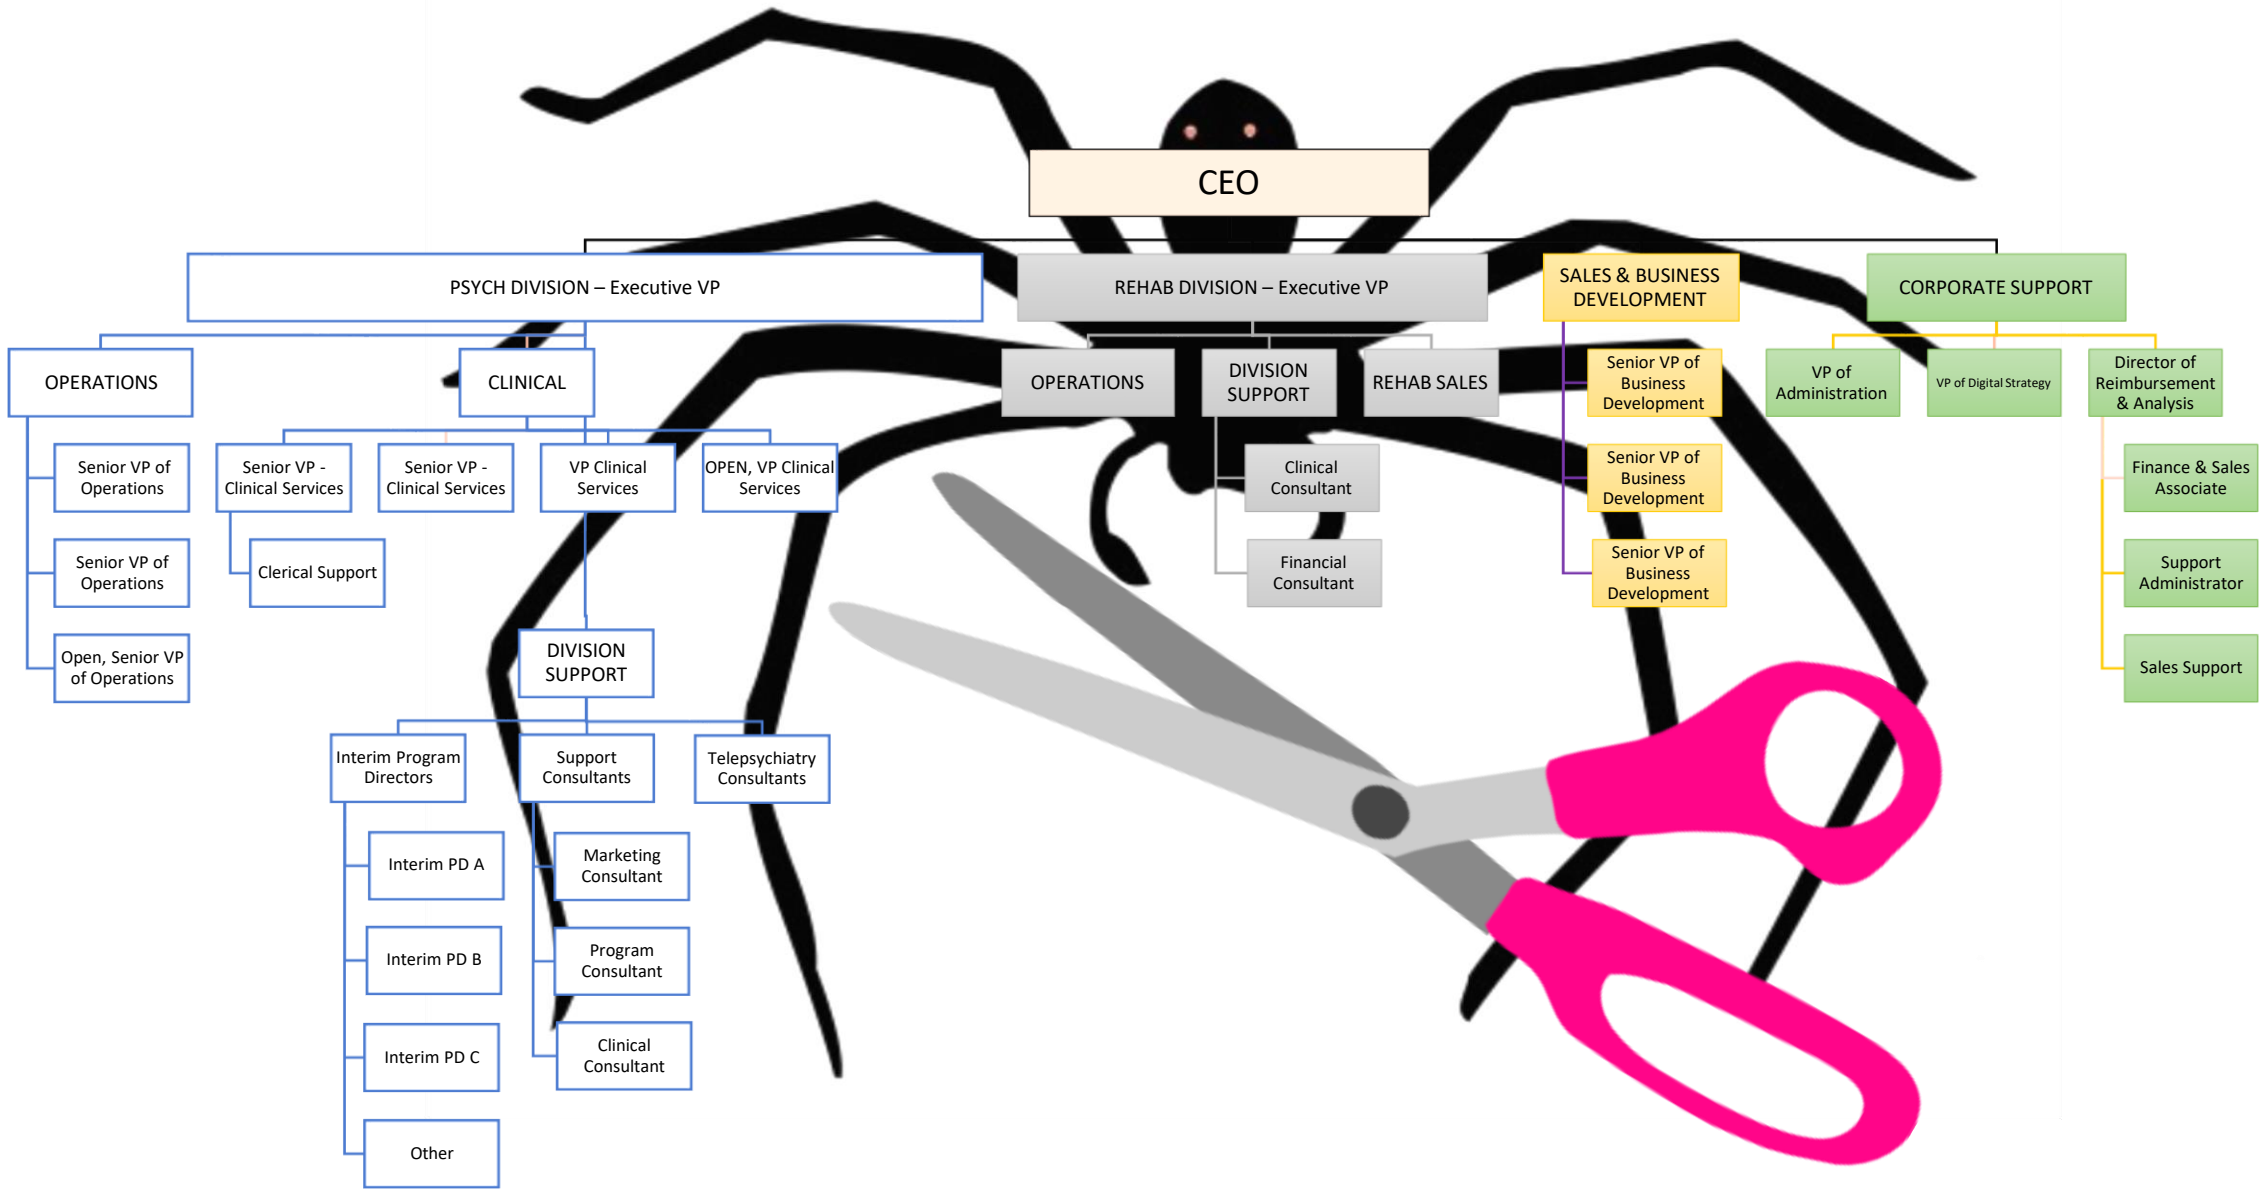 CEO
PSYCH DIVISION – Executive VP
REHAB DIVISION – Executive VP
SALES & BUSINESS
DEVELOPMENT
CORPORATE SUPPORT
OPERATIONS
CLINICAL
OPERATIONS
DIVISION
SUPPORT
REHAB SALES
Senior VP of
Business
Development
VP of
Administration
VP of Digital Strategy
Director of
Reimbursement
& Analysis
Senior VP of
Operations
Senior VP -
Clinical Services
Senior VP -
Clinical Services
VP Clinical
Services
OPEN, VP Clinical
Services
Clinical
Consultant
Senior VP of
Business
Development
Finance & Sales
Associate
Senior VP of
Operations
Clerical Support
Financial
Consultant
Senior VP of
Business
Development
Support
Administrator
Open, Senior VP
of Operations
DIVISION
SUPPORT
Sales Support
Interim Program
Directors
Support
Consultants
Telepsychiatry
Consultants
Interim PD A
Marketing
Consultant
Interim PD B
Program
Consultant
Interim PD C
Clinical
Consultant
Other